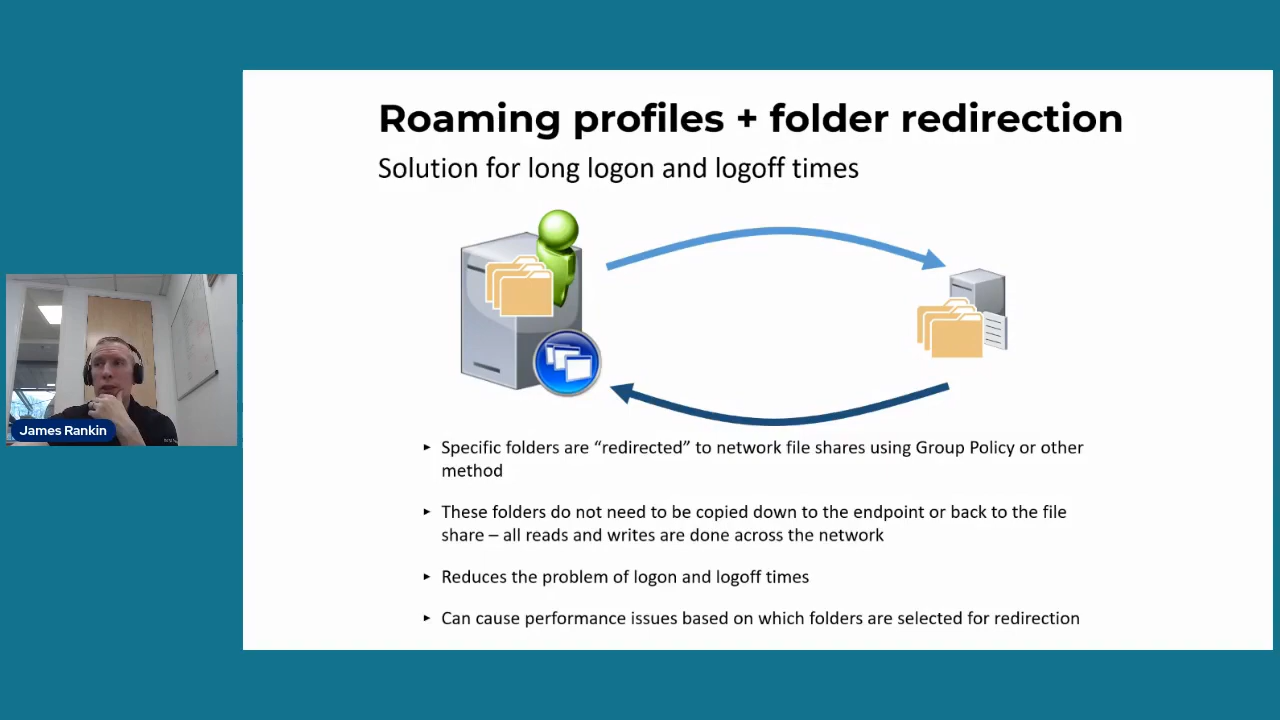 Roaming profiles + folder redirection
Solution for long logon and logoff times
James Rankin
▸ Specific folders are “redirected” to network file shares using Group Policy or other
method
▸ These folders do not need to be copied down to the endpoint or back to the file
share – all reads and writes are done across the network
▸ Reduces the problem of logon and logoff times
▸ Can cause performance issues based on which folders are selected for redirection